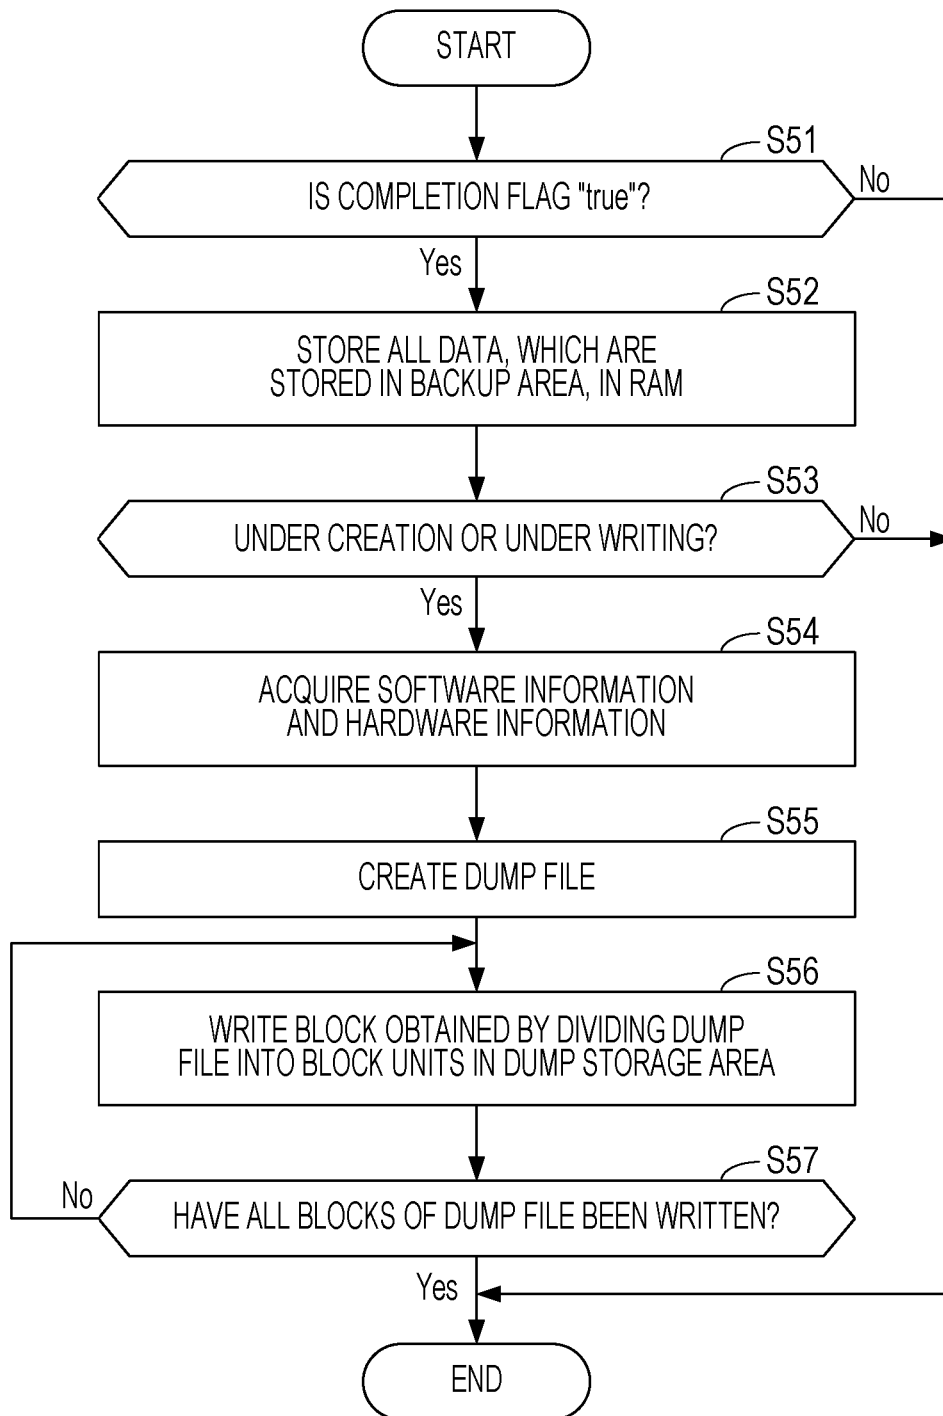 START
S51
IS COMPLETION FLAG "true"?
No
Yes
S52
STORE ALL DATA, WHICH ARE
STORED IN BACKUP AREA, IN RAM
S53
UNDER CREATION OR UNDER WRITING?
No
Yes
S54
ACQUIRE SOFTWARE INFORMATION
AND HARDWARE INFORMATION
S55
CREATE DUMP FILE
S56
WRITE BLOCK OBTAINED BY DIVIDING DUMP
FILE INTO BLOCK UNITS IN DUMP STORAGE AREA
S57
No
HAVE ALL BLOCKS OF DUMP FILE BEEN WRITTEN?
Yes
END